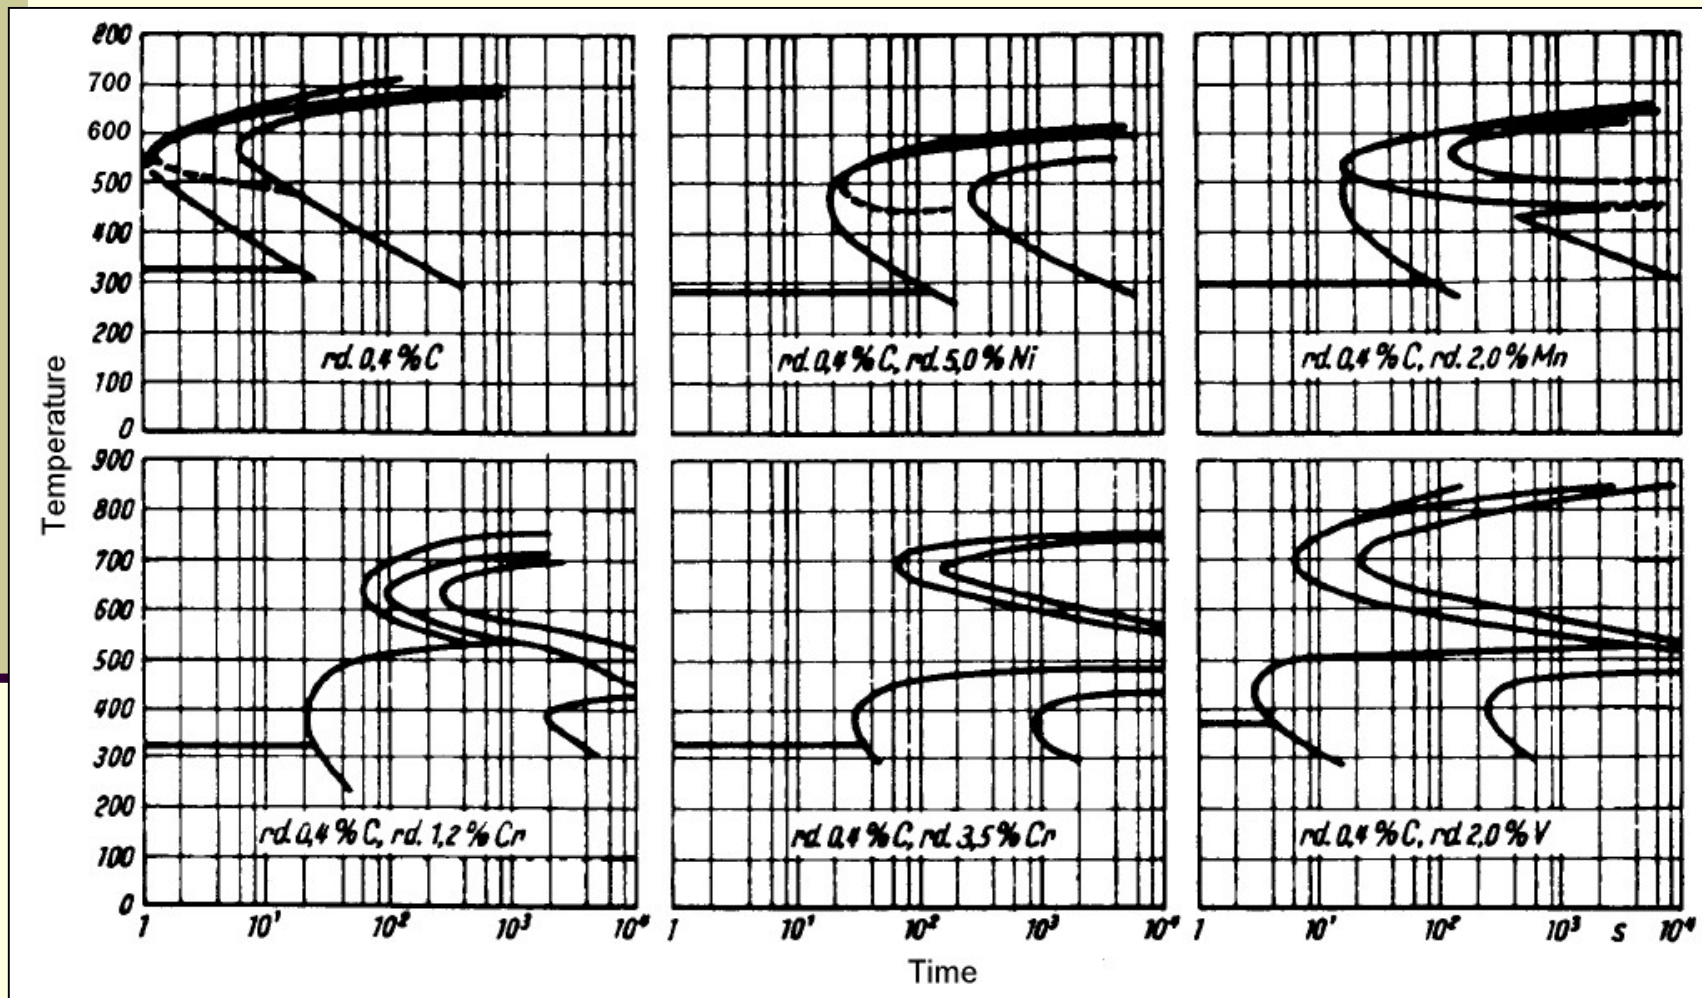 Temperature
800
700
600
500
400
300
200
100
0
rd. 0,4 % C
rd. 0,4 % C, rd. 5,0 % Ni
rd. 0,4 % C, rd. 2,0 % Mn
900
800
700
600
500
400
300
200
100
0
rd. 0,4 % C, rd. 1,2 % Cr
rd. 0,4 % C, rd. 3,5 % Cr
rd. 0,4 % C, rd 2,0 % V
1 10¹ 10² 10³ 10⁴
1 10¹ 10² 10³ 10⁴
1 10¹ 10² 10³ s 10⁴
Time